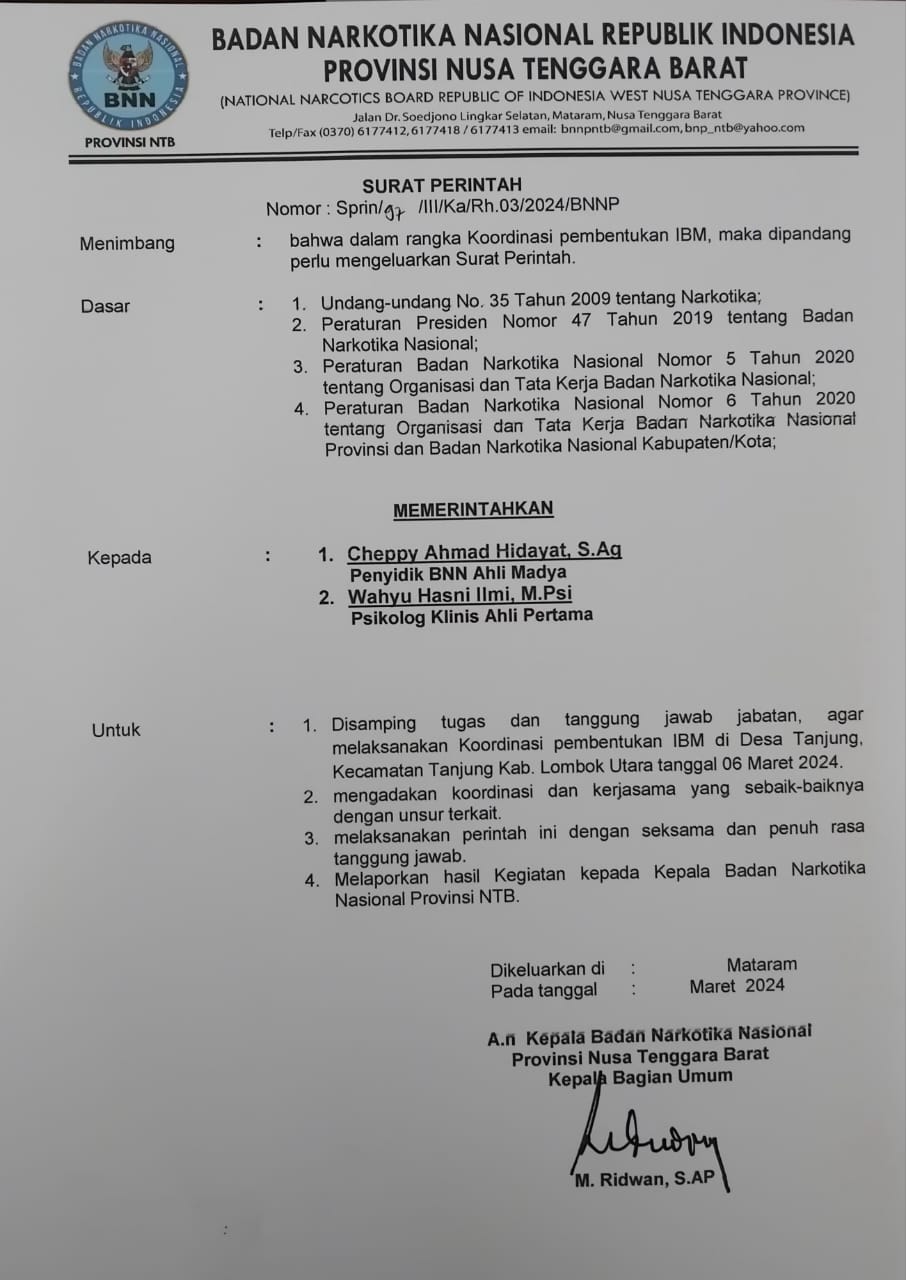 BADAN NARKOTIKA NASIONAL
REPUBLIK INDONESIA
BNN
PROVINSI NTB
BADAN NARKOTIKA NASIONAL REPUBLIK INDONESIA
PROVINSI NUSA TENGGARA BARAT
(NATIONAL NARCOTICS BOARD REPUBLIC OF INDONESIA WEST NUSA TENGGARA PROVINCE)
Jalan Dr. Soedjono Lingkar Selatan, Mataram, Nusa Tenggara Barat
Telp/Fax (0370) 6177412, 6177418 / 6177413 email: bnnpntb@gmail.com, bnp_ntb@yahoo.com
SURAT PERINTAH
Nomor : Sprin/97 /III/Ka/Rh.03/2024/BNNP
Menimbang : bahwa dalam rangka Koordinasi pembentukan IBM, maka dipandang
perlu mengeluarkan Surat Perintah.
Dasar : 1. Undang-undang No. 35 Tahun 2009 tentang Narkotika;
2. Peraturan Presiden Nomor 47 Tahun 2019 tentang Badan
Narkotika Nasional;
3. Peraturan Badan Narkotika Nasional Nomor 5 Tahun 2020
tentang Organisasi dan Tata Kerja Badan Narkotika Nasional;
4. Peraturan Badan Narkotika Nasional Nomor 6 Tahun 2020
tentang Organisasi dan Tata Kerja Badan Narkotika Nasional
Provinsi dan Badan Narkotika Nasional Kabupaten/Kota;
MEMERINTAHKAN
Kepada : 1. Cheppy Ahmad Hidayat, S.Ag
Penyidik BNN Ahli Madya
2. Wahyu Hasni Ilmi, M.Psi
Psikolog Klinis Ahli Pertama
Untuk : 1. Disamping tugas dan tanggung jawab jabatan, agar
melaksanakan Koordinasi pembentukan IBM di Desa Tanjung,
Kecamatan Tanjung Kab. Lombok Utara tanggal 06 Maret 2024.
2. mengadakan koordinasi dan kerjasama yang sebaik-baiknya
dengan unsur terkait.
3. melaksanakan perintah ini dengan seksama dan penuh rasa
tanggung jawab.
4. Melaporkan hasil Kegiatan kepada Kepala Badan Narkotika
Nasional Provinsi NTB.
Dikeluarkan di : Mataram
Pada tanggal : Maret 2024
A.n Kepala Badan Narkotika Nasional
Provinsi Nusa Tenggara Barat
Kepala Bagian Umum
M. Ridwan, S.AP